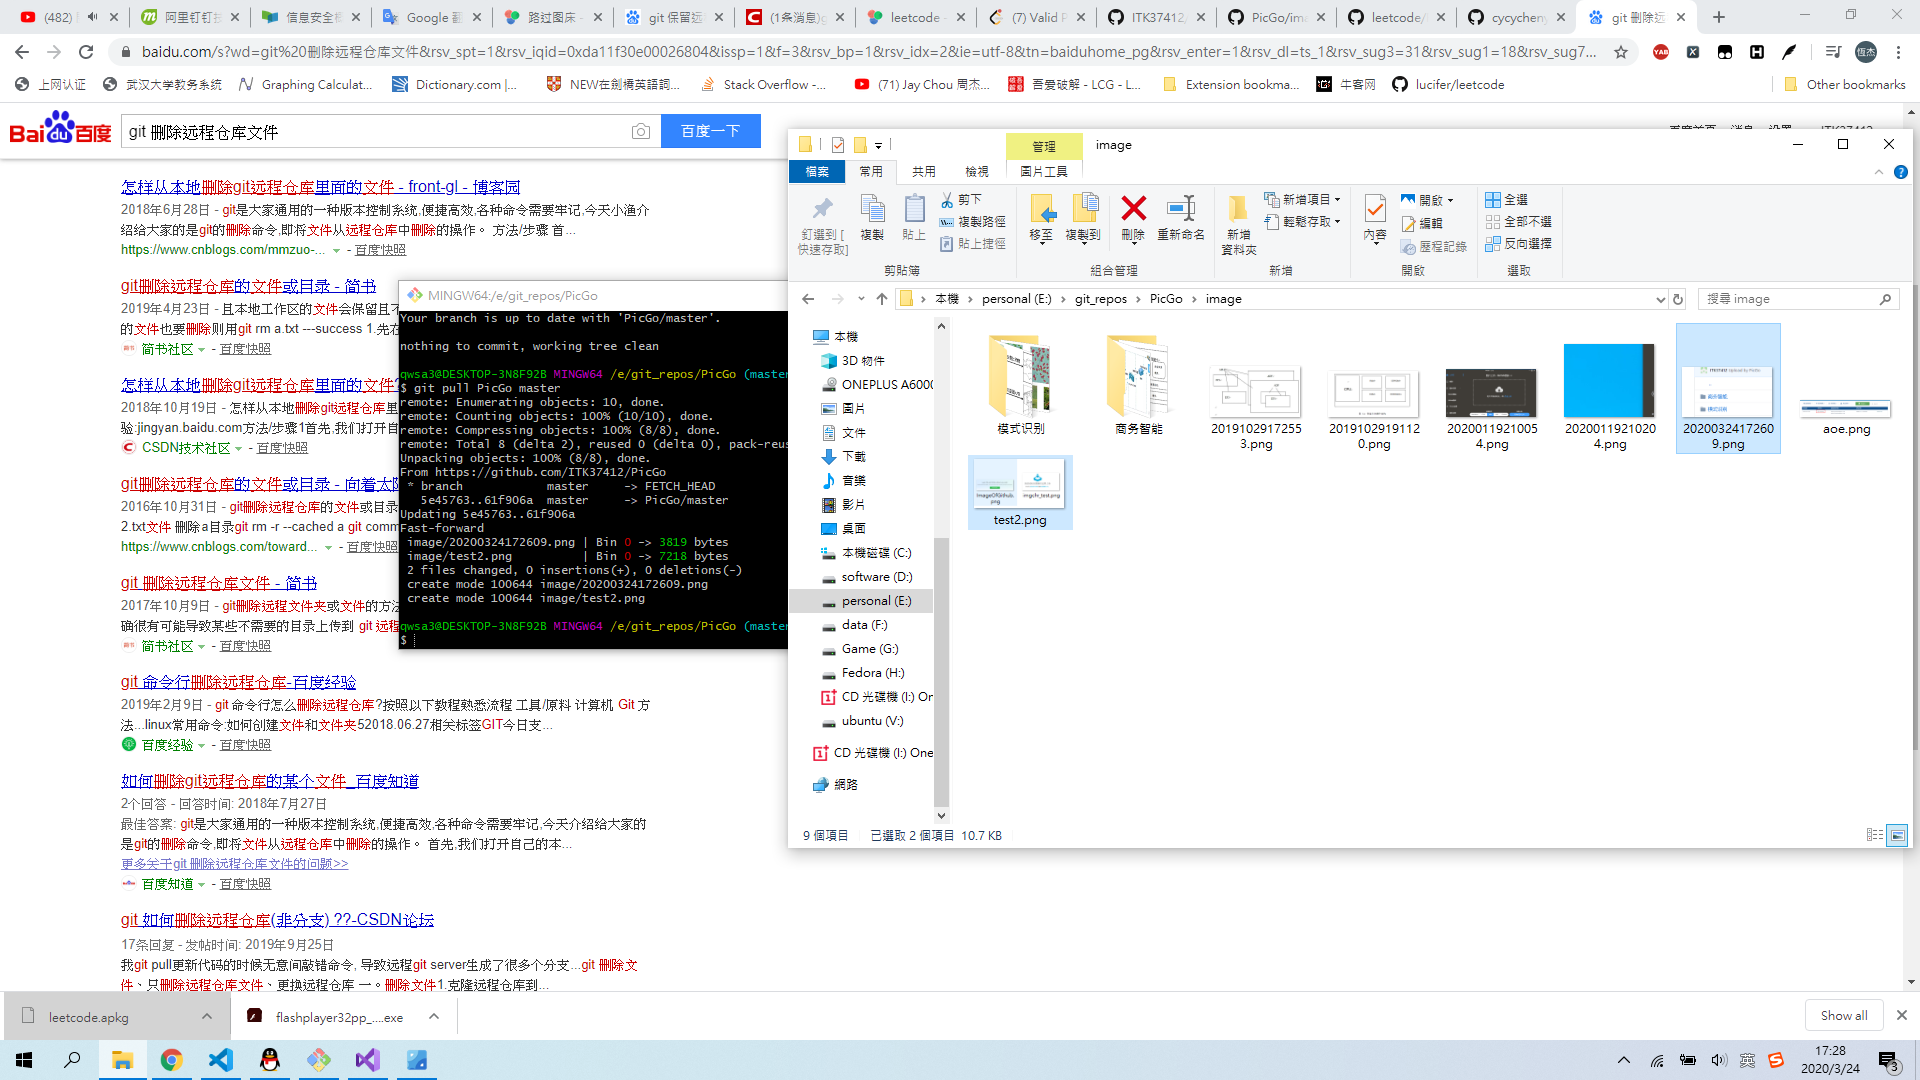 (482)
阿里钉钉技
信息安全概
Google 翻
路过图床 -
git 保留远
(1条消息)g
leetcode -
(7) Valid P
ITK37412/
PicGo/ima
leetcode/
cycycheny
git 刪除远
baidu.com/s?wd=git%20刪除远程仓库文件&rsv_spt=1&rsv_iqid=0xda11f30e00026804&issp=1&f=3&rsv_bp=1&rsv_idx=2&ie=utf-8&tn=baiduhome_pg&rsv_enter=1&rsv_dl=ts_1&rsv_sug3=31&rsv_sug1=18&rsv_sug7...
上网认证
武汉大学教务系统
Graphing Calculat...
Dictionary.com |...
NEW在劍橋英語詞...
Stack Overflow -...
(71) Jay Chou 周杰...
吾爱破解 - LCG - L...
Extension bookma...
牛客网
lucifer/leetcode
Other bookmarks
Bai du 百度
git 刪除远程仓库文件
百度一下
怎样从本地删除git远程仓库里面的文件 - front-gl - 博客园
2018年6月28日 - git是大家通用的一种版本控制系统,便捷高效,各种命令需要牢记,今天小渔介
绍给大家的是git的删除命令,即将文件从远程仓库中删除的操作。 方法/步骤 首...
https://www.cnblogs.com/mmzuo-... - 百度快照
git删除远程仓库的文件或目录 - 简书
2019年4月23日 - 且本地工作区的文件会保留且不
的文件也要删除则用git rm a.txt ---success 1.先在
简书社区 - 百度快照
怎样从本地删除git远程仓库里面的文件?
2018年10月19日 - 怎样从本地删除git远程仓库里
验:jingyan.baidu.com方法/步骤1首先,我们打开自
CSDN技术社区 - 百度快照
git删除远程仓库的文件或目录 - 向着太阳
2016年10月31日 - git删除远程仓库的文件或目录
2.txt文件 删除a目录git rm -r --cached a git comm
https://www.cnblogs.com/toward... - 百度快照
git 删除远程仓库文件 - 简书
2017年10月9日 - git删除远程文件夹或文件的方法
确很有可能导致某些不需要的目录上传到 git 远程
简书社区 - 百度快照
git 命令行删除远程仓库-百度经验
2019年2月9日 - git 命令行怎么删除远程仓库?按照以下教程熟悉流程 工具/原料 计算机 Git 方
法...linux常用命令:如何创建文件和文件夹52018.06.27相关标签GIT今日支...
百度经验 - 百度快照
如何删除git远程仓库的某个文件_百度知道
2个回答 - 回答时间: 2018年7月27日
最佳答案: git是大家通用的一种版本控制系统,便捷高效,各种命令需要牢记,今天介绍给大家的
是git的删除命令,即将文件从远程仓库中删除的操作。 首先,我们打开自己的本...
更多关于git 刪除远程仓库文件的问题>>
百度知道 - 百度快照
git 如何删除远程仓库(非分支) ??-CSDN论坛
17条回复 - 发帖时间: 2019年9月25日
我git pull更新代码的时候无意间敲错命令, 导致远程git server生成了很多个分支...git 删除文
件、只删除远程仓库文件、更换远程仓库 一。删除文件1.克隆远程仓库到...
MINGW64:/e/git_repos/PicGo
Your branch is up to date with 'PicGo/master'.
nothing to commit, working tree clean
qwsa3@DESKTOP-3N8F92B MINGW64 /e/git_repos/PicGo (master
$ git pull PicGo master
remote: Enumerating objects: 10, done.
remote: Counting objects: 100% (10/10), done.
remote: Compressing objects: 100% (8/8), done.
remote: Total 8 (delta 2), reused 0 (delta 0), pack-reus
Unpacking objects: 100% (8/8), done.
From https://github.com/ITK37412/PicGo
* branch master -> FETCH_HEAD
5e45763..61f906a master -> PicGo/master
Updating 5e45763..61f906a
Fast-forward
image/20200324172609.png | Bin 0 -> 3819 bytes
image/test2.png | Bin 0 -> 7218 bytes
2 files changed, 0 insertions(+), 0 deletions(-)
create mode 100644 image/20200324172609.png
create mode 100644 image/test2.png
qwsa3@DESKTOP-3N8F92B MINGW64 /e/git_repos/PicGo (master
$
管理
image
檔案
常用
共用
檢視
圖片工具
釘選到 [
快速存取]
複製
貼上
剪下
複製路徑
貼上捷徑
剪貼簿
移至
複製到
刪除
重新命名
組合管理
新增
資料夾
新增項目
輕鬆存取
新增
內容
開啟
編輯
歷程記錄
開啟
全選
全部不選
反向選擇
選取
本機 > personal (E:) > git_repos > PicGo > image
搜尋 image
本機
3D 物件
ONEPLUS A600(
圖片
文件
下載
音樂
影片
桌面
本機磁碟 (C:)
software (D:)
personal (E:)
data (F:)
Game (G:)
Fedora (H:)
CD 光碟機 (I:) On
ubuntu (V:)
CD 光碟機 (I:) One
網路
模式识别
商务智能
2019102917255
3.png
2019102919112
0.png
2020011921005
4.png
2020011921020
4.png
2020032417260
9.png
aoe.png
test2.png
9 個項目 已選取 2 個項目 10.7 KB
leetcode.apkg
flashplayer32pp_....exe
Show all
英
17:28
2020/3/24
3